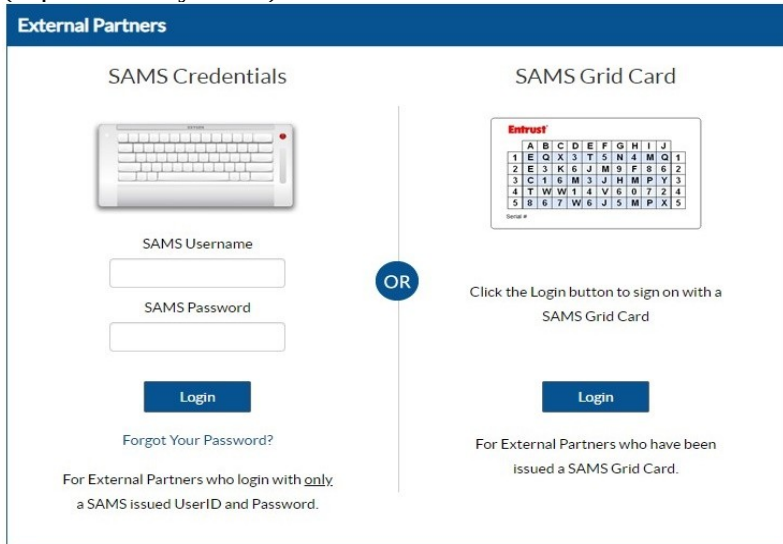 External Partners
SAMS Credentials
SAMS Username
SAMS Password
Login
Forgot Your Password?
For External Partners who login with only
a SAMS issued UserID and Password.
OR
SAMS Grid Card
Entrust
A B C D E F G H I J
1 E Q X 3 T 5 N 4 M Q 1
2 E 3 K 6 J M 9 F 8 6 2
3 C 1 6 M 3 J H M P Y 3
4 T W W 1 4 V 6 0 7 2 4
5 8 6 7 W 6 J 5 M P X 5
Serial #
Click the Login button to sign on with a
SAMS Grid Card
Login
For External Partners who have been
issued a SAMS Grid Card.